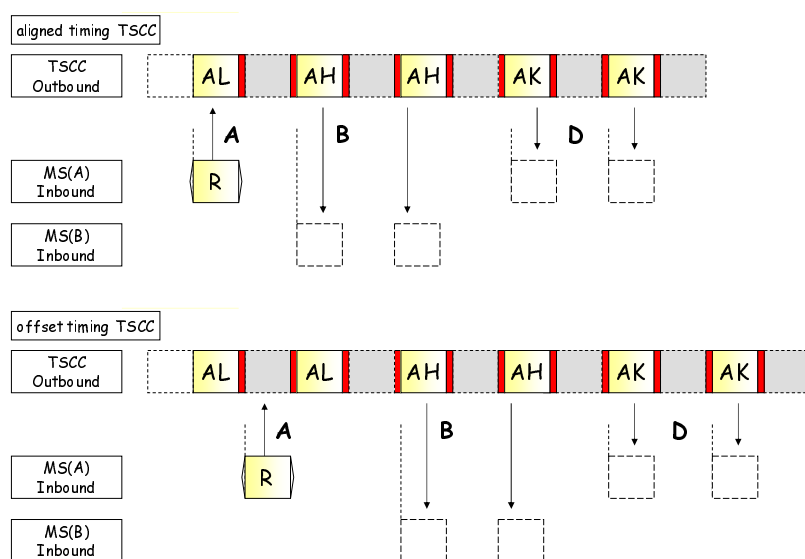 aligned timing TSCC
TSCC
Outbound
AL AH AH AK AK
A B D
MS(A)
Inbound
R
MS(B)
Inbound
offset timing TSCC
TSCC
Outbound
AL AL AH AH AK AK
A B D
MS(A)
Inbound
R
MS(B)
Inbound